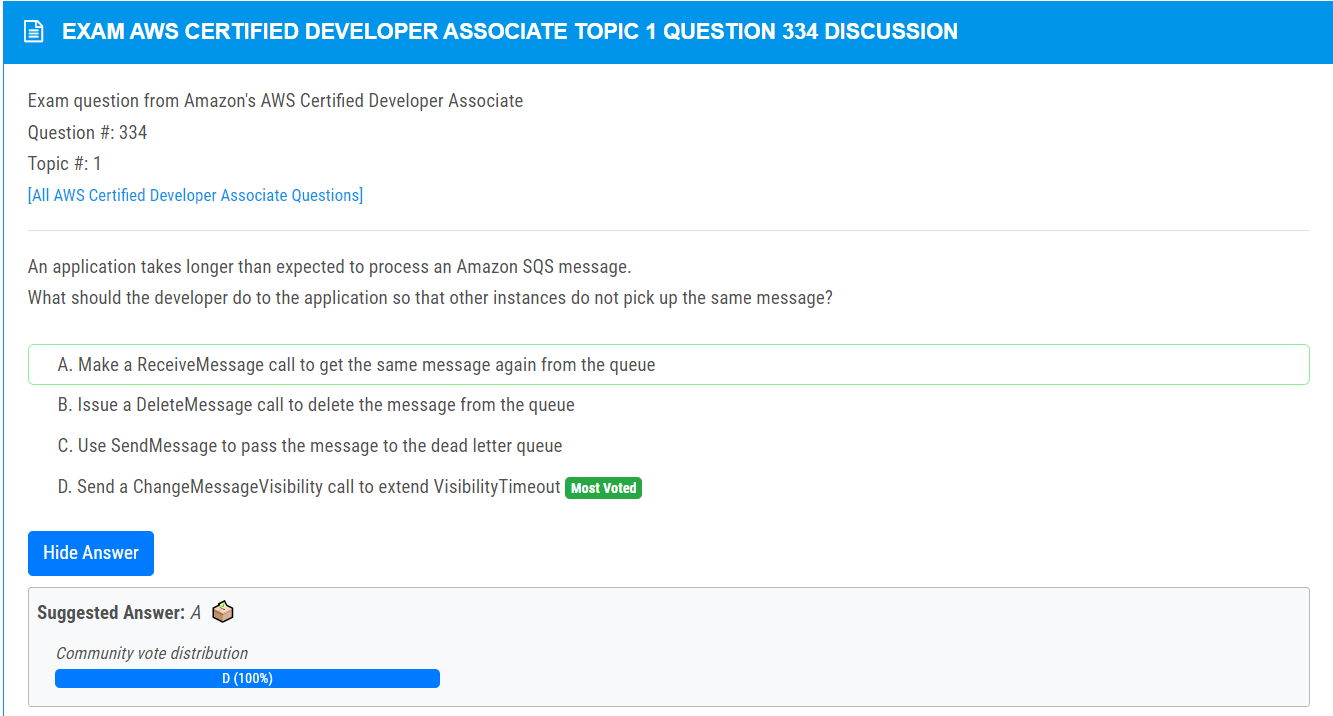 EXAM AWS CERTIFIED DEVELOPER ASSOCIATE TOPIC 1 QUESTION 334 DISCUSSION
Exam question from Amazon's AWS Certified Developer Associate
Question #: 334
Topic #: 1
[All AWS Certified Developer Associate Questions]
An application takes longer than expected to process an Amazon SQS message.
What should the developer do to the application so that other instances do not pick up the same message?
A. Make a ReceiveMessage call to get the same message again from the queue
B. Issue a DeleteMessage call to delete the message from the queue
C. Use SendMessage to pass the message to the dead letter queue
D. Send a ChangeMessageVisibility call to extend VisibilityTimeout Most Voted
Hide Answer
Suggested Answer: A
Community vote distribution
D (100%)